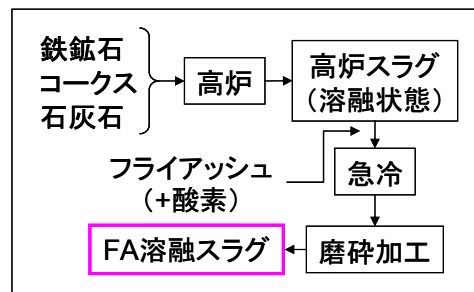 鉄鉱石
コークス
石灰石
高炉
高炉スラグ
(溶融状態)
フライアッシュ
(+酸素)
急冷
磨砕加工
FA溶融スラグ